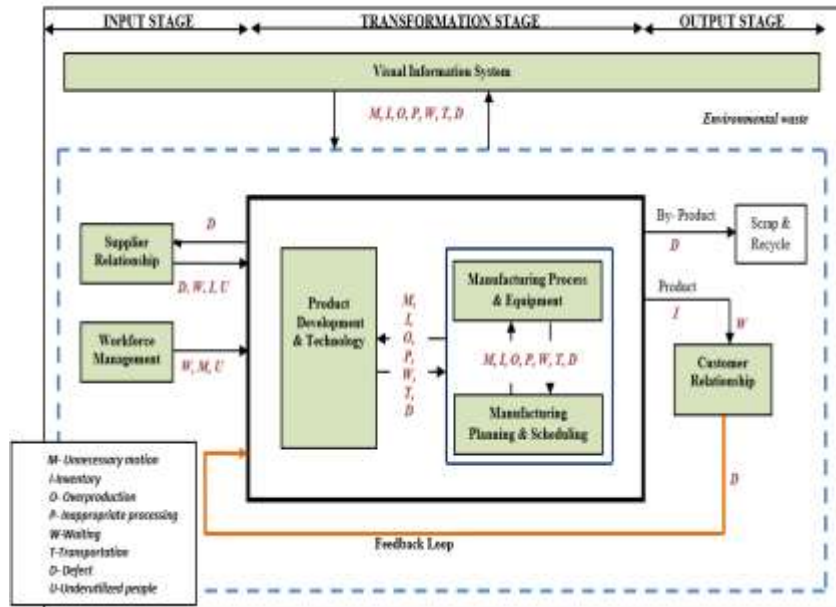 INPUT STAGE
TRANSFORMATION STAGE
OUTPUT STAGE
Visual Information System
M, I, O, P, W, T, D
Environmental waste
D
Supplier
Relationship
D, W, I, U
Workforce
Management
W, M, U
Product
Development
& Technology
M,
I,
O,
P,
W,
T,
D
Manufacturing Process
& Equipment
M, I, O, P, W, T, D
Manufacturing
Planning & Scheduling
By- Product
D
Scrap &
Recycle
Product
I
W
Customer
Relationship
D
Feedback Loop
M- Unnecessary motion
I-Inventory
O- Overproduction
P- Inappropriate processing
W-Waiting
T-Transportation
D- Defect
U-Underutilized people